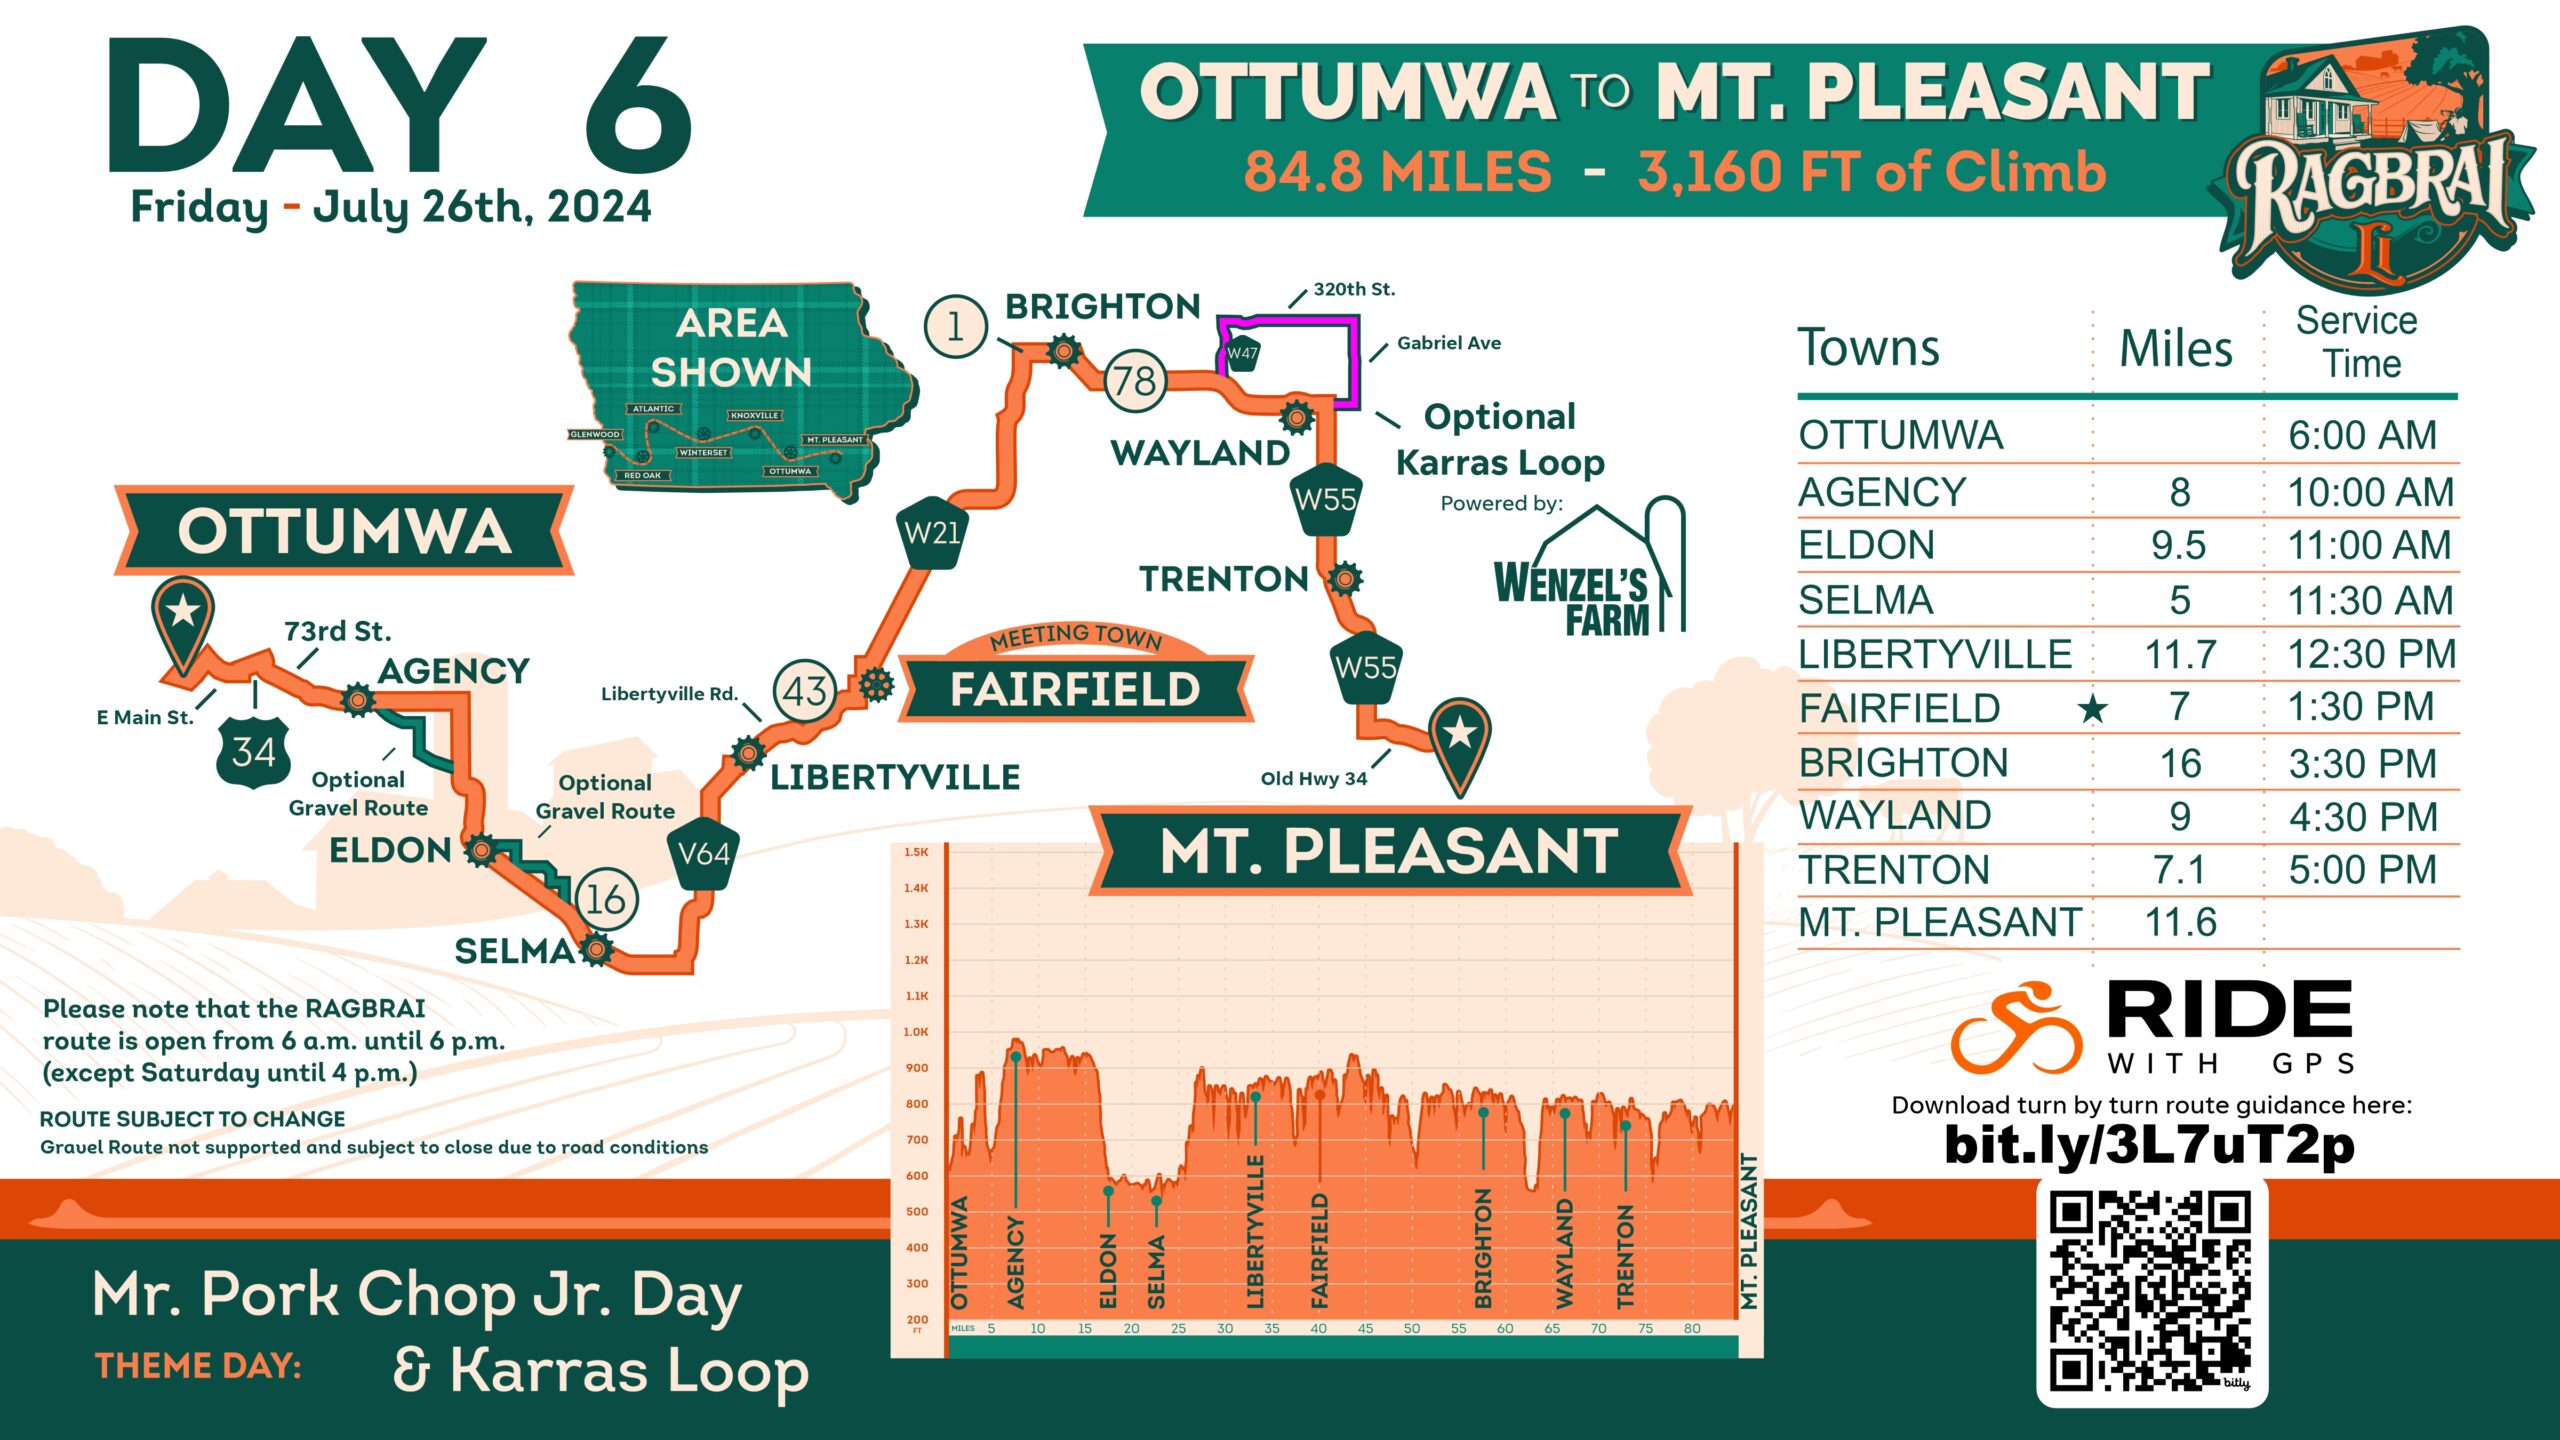 DAY 6
Friday - July 26th, 2024
OTTUMWA TO MT. PLEASANT
84.8 MILES - 3,160 FT of Climb
RAGBRAI
LI
AREA
SHOWN
ATLANTIC
KNOXVILLE
GLENWOOD
MT. PLEASANT
WINTERSET
RED OAK
OTTUMWA
1
BRIGHTON
78
W47
320th St.
Gabriel Ave
WAYLAND
Optional
Karras Loop
Powered by:
WENZEL'S
FARM
W55
TRENTON
W55
W21
OTTUMWA
73rd St.
AGENCY
E Main St.
34
Optional
Gravel Route
ELDON
Optional
Gravel Route
16
SELMA
V64
LIBERTYVILLE
Libertyville Rd.
43
MEETING TOWN
FAIRFIELD
Old Hwy 34
MT. PLEASANT
Towns Miles Service
Time
OTTUMWA 6:00 AM
AGENCY 8 10:00 AM
ELDON 9.5 11:00 AM
SELMA 5 11:30 AM
LIBERTYVILLE 11.7 12:30 PM
FAIRFIELD ★ 7 1:30 PM
BRIGHTON 16 3:30 PM
WAYLAND 9 4:30 PM
TRENTON 7.1 5:00 PM
MT. PLEASANT 11.6
Please note that the RAGBRAI
route is open from 6 a.m. until 6 p.m.
(except Saturday until 4 p.m.)
ROUTE SUBJECT TO CHANGE
Gravel Route not supported and subject to close due to road conditions
1.5K
1.4K
1.3K
1.2K
1.1K
1.0K
900
800
700
600
500
400
300
200
FT
OTTUMWA
AGENCY
ELDON
SELMA
LIBERTYVILLE
FAIRFIELD
BRIGHTON
WAYLAND
TRENTON
MT. PLEASANT
MILES 5 10 15 20 25 30 35 40 45 50 55 60 65 70 75 80
RIDE
WITH GPS
Download turn by turn route guidance here:
bit.ly/3L7uT2p
bitly
Mr. Pork Chop Jr. Day
THEME DAY: & Karras Loop